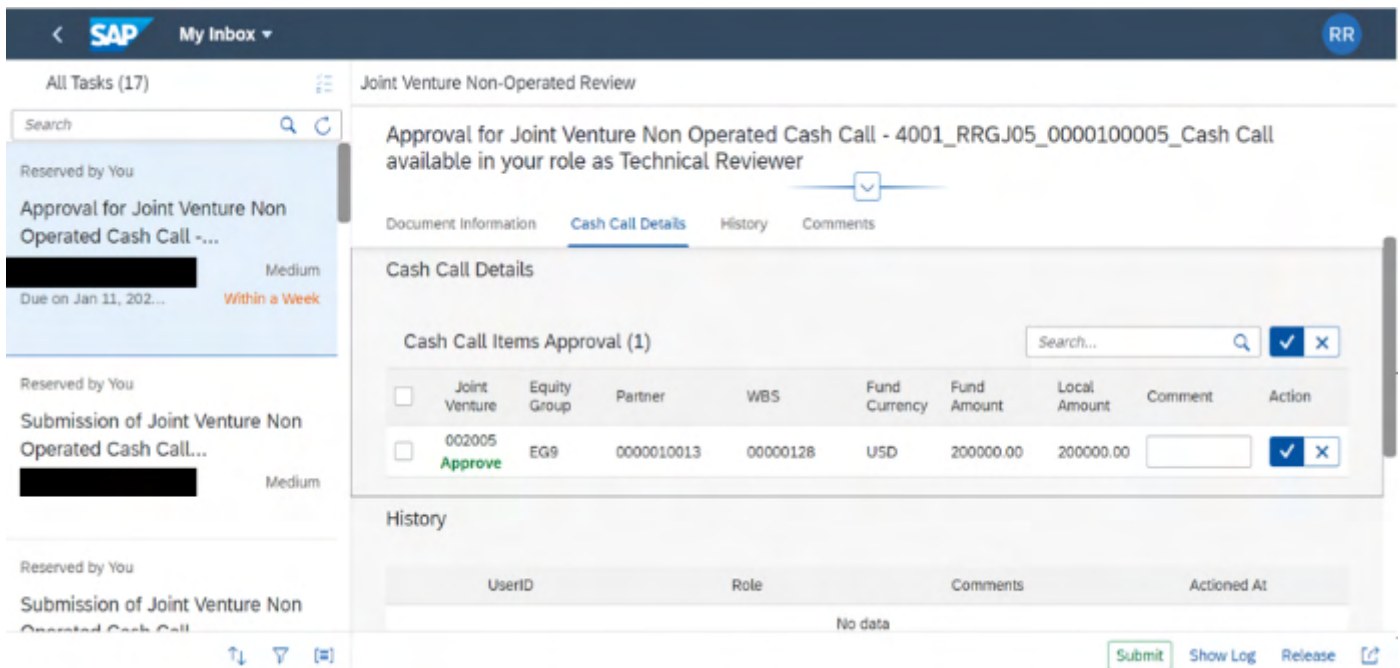 SAP
My Inbox
RR
All Tasks (17)
Search
Reserved by You
Approval for Joint Venture Non
Operated Cash Call -...
Medium
Due on Jan 11, 202...
Within a Week
Reserved by You
Submission of Joint Venture Non
Operated Cash Call...
Medium
Reserved by You
Submission of Joint Venture Non
Operated Cash Call
Joint Venture Non-Operated Review
Approval for Joint Venture Non Operated Cash Call - 4001_RRGJ05_0000100005_Cash Call
available in your role as Technical Reviewer
Document Information Cash Call Details History Comments
Cash Call Details
Cash Call Items Approval (1)
Search...
Joint Venture Equity Group Partner WBS Fund Currency Fund Amount Local Amount Comment Action
002005 EG9 0000010013 00000128 USD 200000.00 200000.00
Approve
History
UserID Role Comments Actioned At
No data
Submit Show Log Release